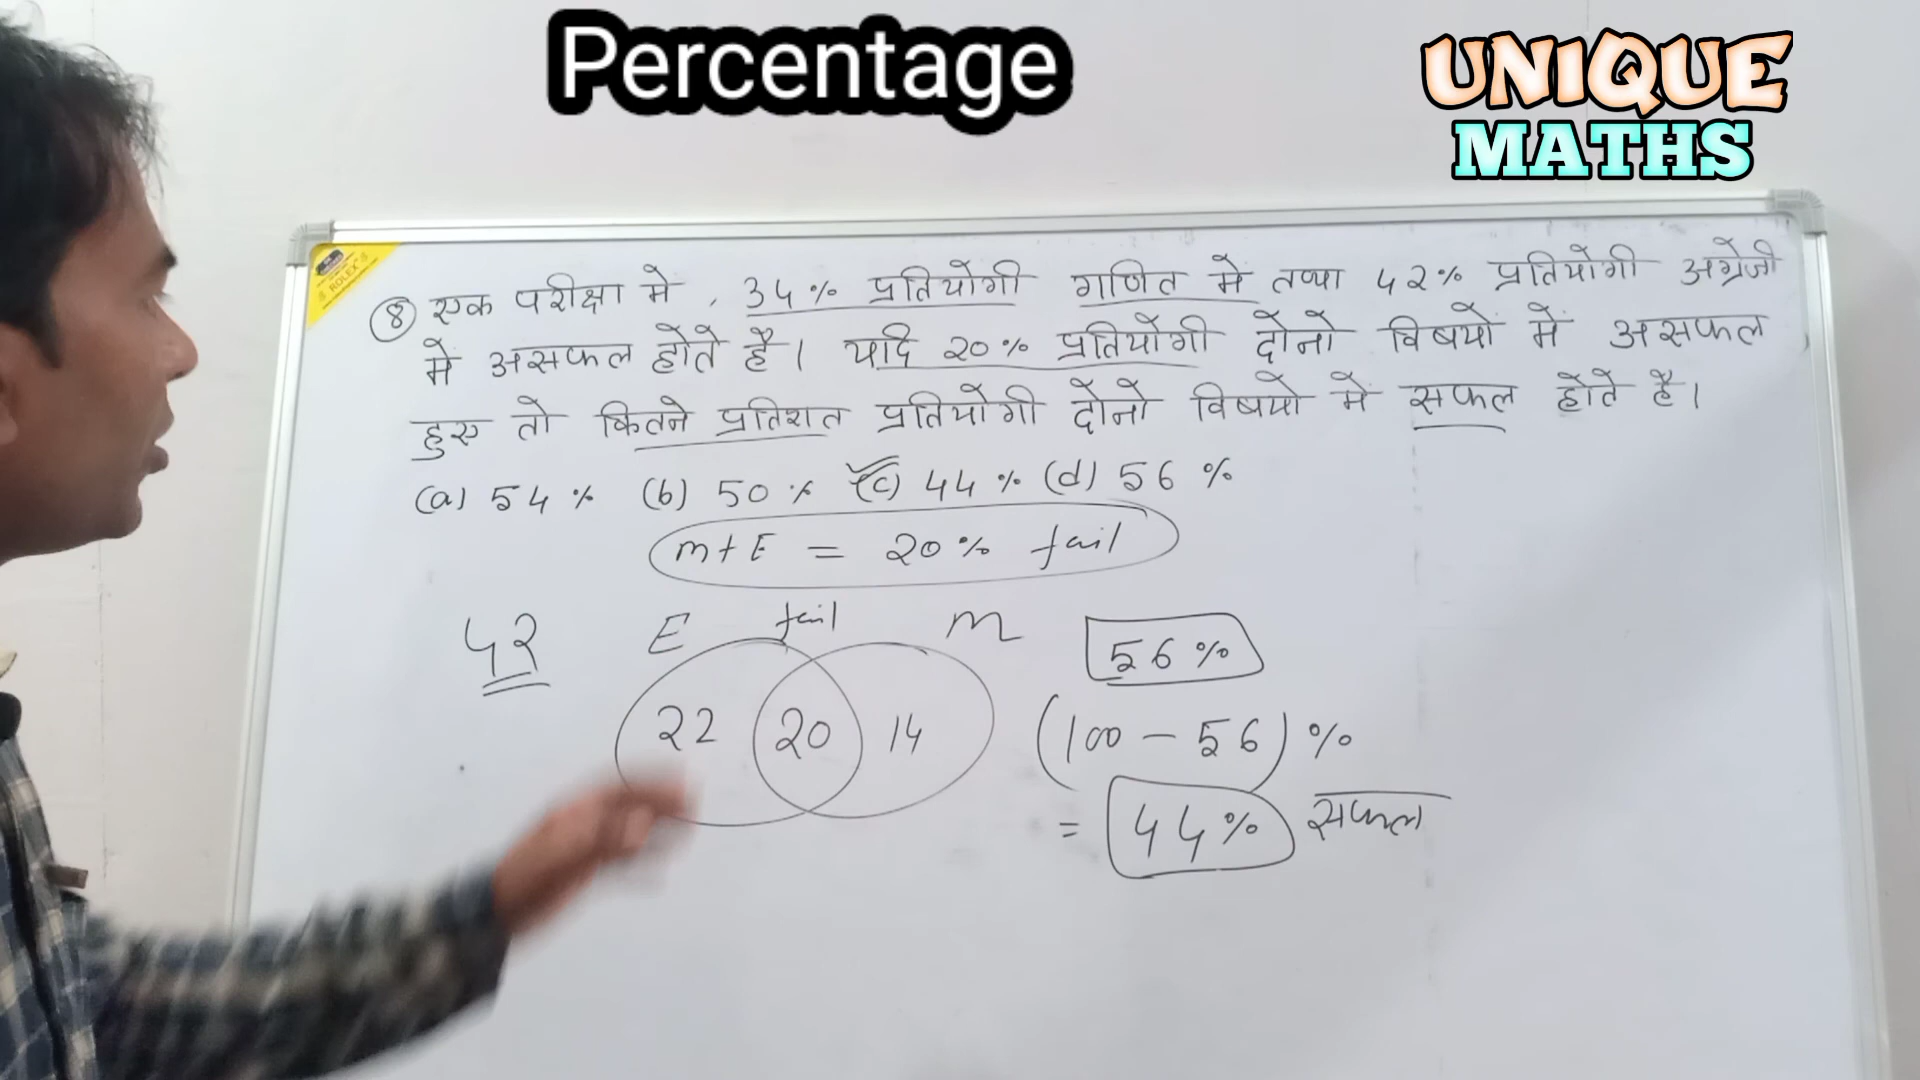 Percentage
UNIQUE
MATHS
ROLEX
⑧ एक परीक्षा मे, 34% प्रतियोगी गणित मे तथा 42% प्रतियोगी अंग्रेजी
मे असफल होते है। यदि 20% प्रतियोगी दोनो विषयो मे असफल
हुए तो कितने प्रतिशत प्रतियोगी दोनो विषयो मे सफल होते है।
(a) 54% (b) 50% (c) 44% (d) 56%
m+E = 20% fail
42 E fail m 56%
22 20 14 (100 - 56)%
= 44% सफल